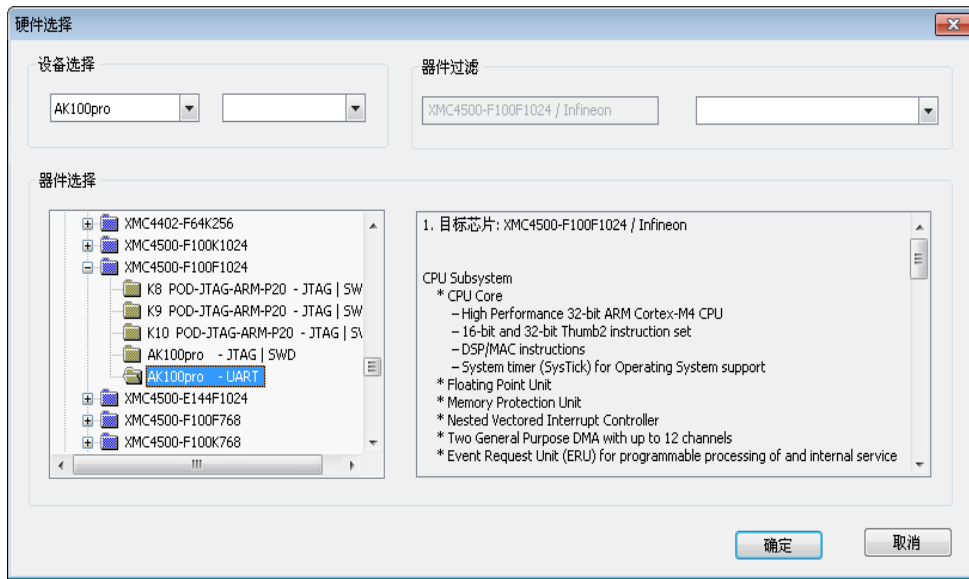 硬件选择
设备选择
器件过滤
AK100pro
XMC4500-F100F1024 / Infineon
器件选择
XMC4402-F64K256
XMC4500-F100K1024
XMC4500-F100F1024
K8 POD-JTAG-ARM-P20 - JTAG | SW
K9 POD-JTAG-ARM-P20 - JTAG | SW
K10 POD-JTAG-ARM-P20 - JTAG | S
AK100pro - JTAG | SWD
AK100pro - UART
XMC4500-E144F1024
XMC4500-F100F768
XMC4500-F100K768
1. 目标芯片: XMC4500-F100F1024 / Infineon
CPU Subsystem
* CPU Core
– High Performance 32-bit ARM Cortex-M4 CPU
– 16-bit and 32-bit Thumb2 instruction set
– DSP/MAC instructions
– System timer (SysTick) for Operating System support
* Floating Point Unit
* Memory Protection Unit
* Nested Vectored Interrupt Controller
* Two General Purpose DMA with up to 12 channels
* Event Request Unit (ERU) for programmable processing of and internal service
确定
取消